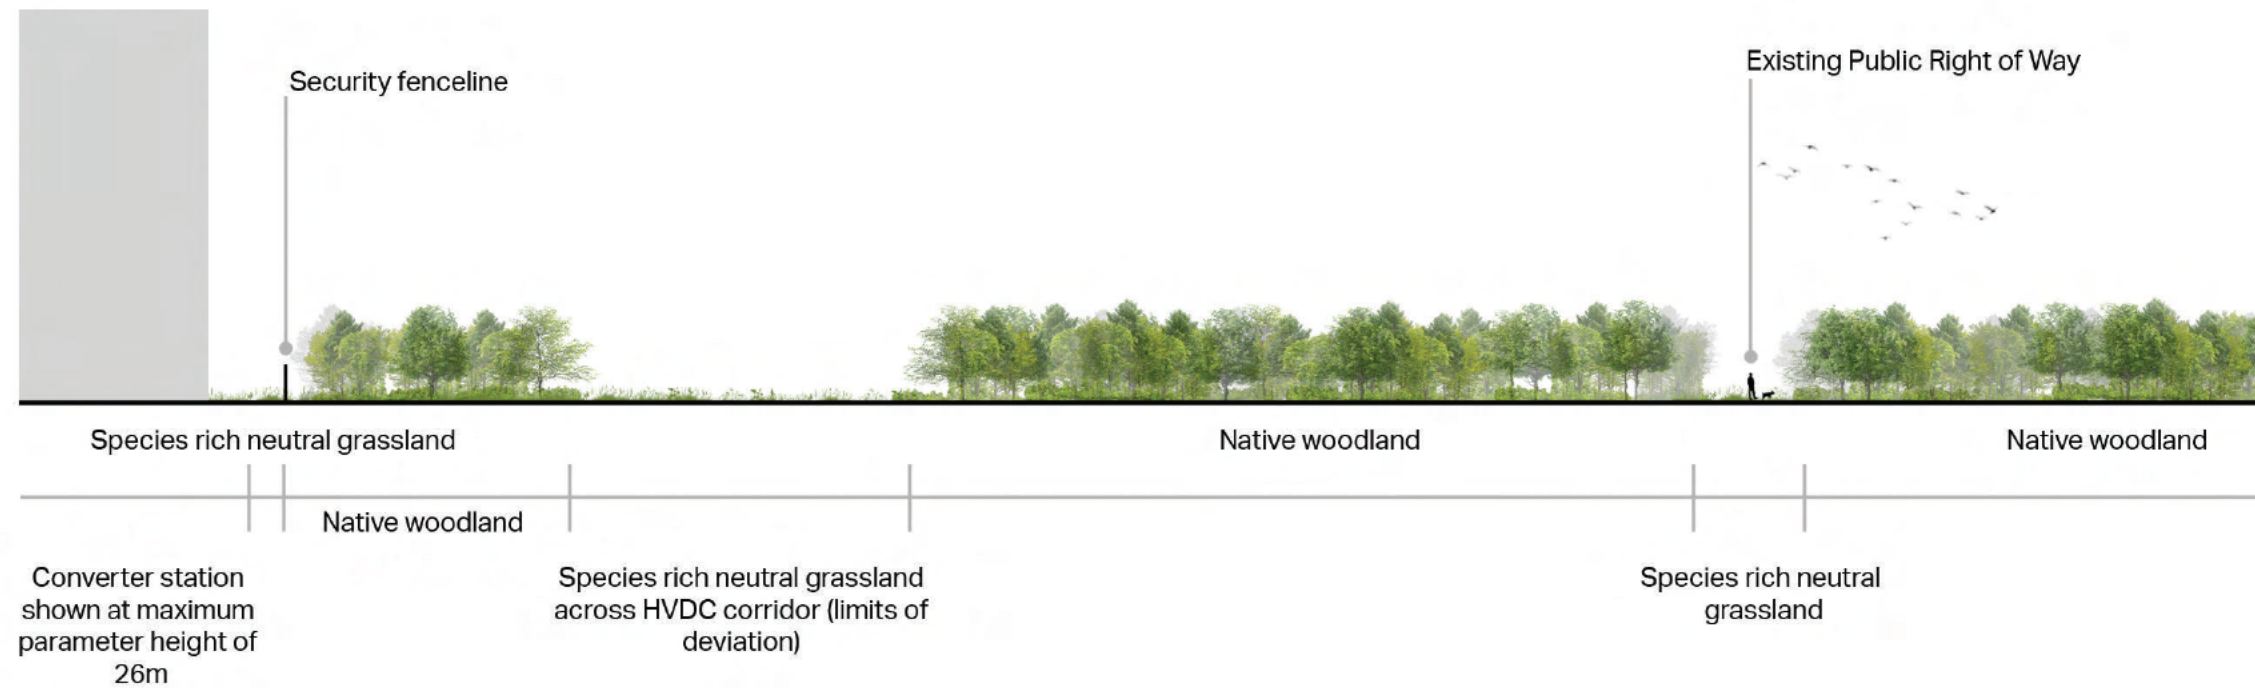 Security fenceline
Existing Public Right of Way
Species rich neutral grassland
Native woodland
Native woodland
Native woodland
Converter station
shown at maximum
parameter height of
26m
Species rich neutral grassland
across HVDC corridor (limits of
deviation)
Species rich neutral
grassland